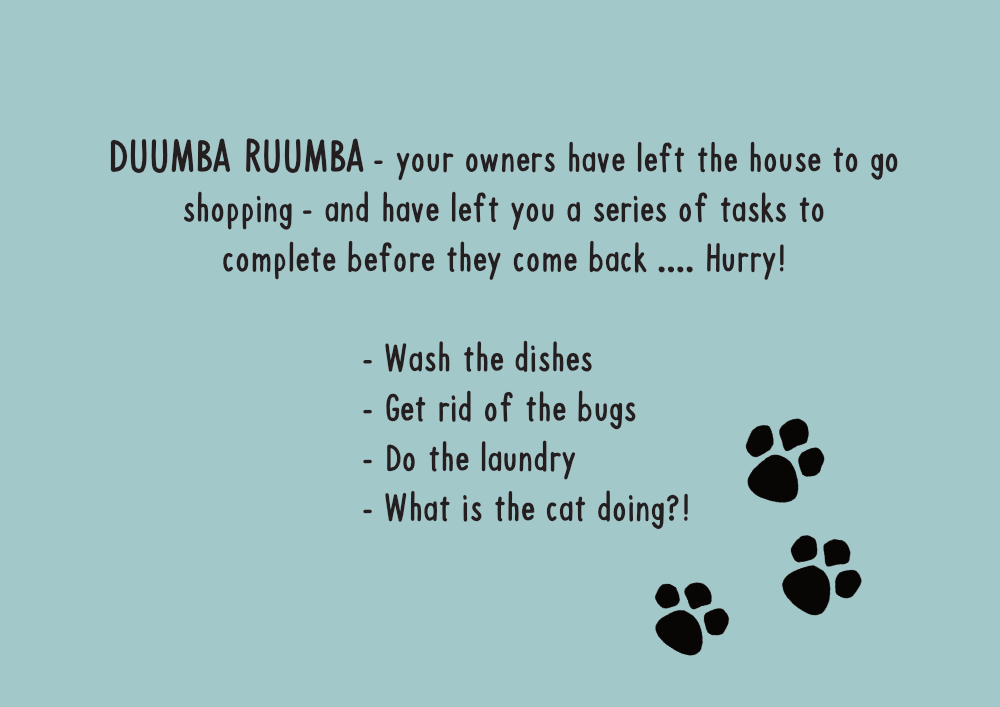 DUUMBA RUUMBA - your owners have left the house to go
shopping - and have left you a series of tasks to
complete before they come back .... Hurry!
- Wash the dishes
- Get rid of the bugs
- Do the laundry
- What is the cat doing?!